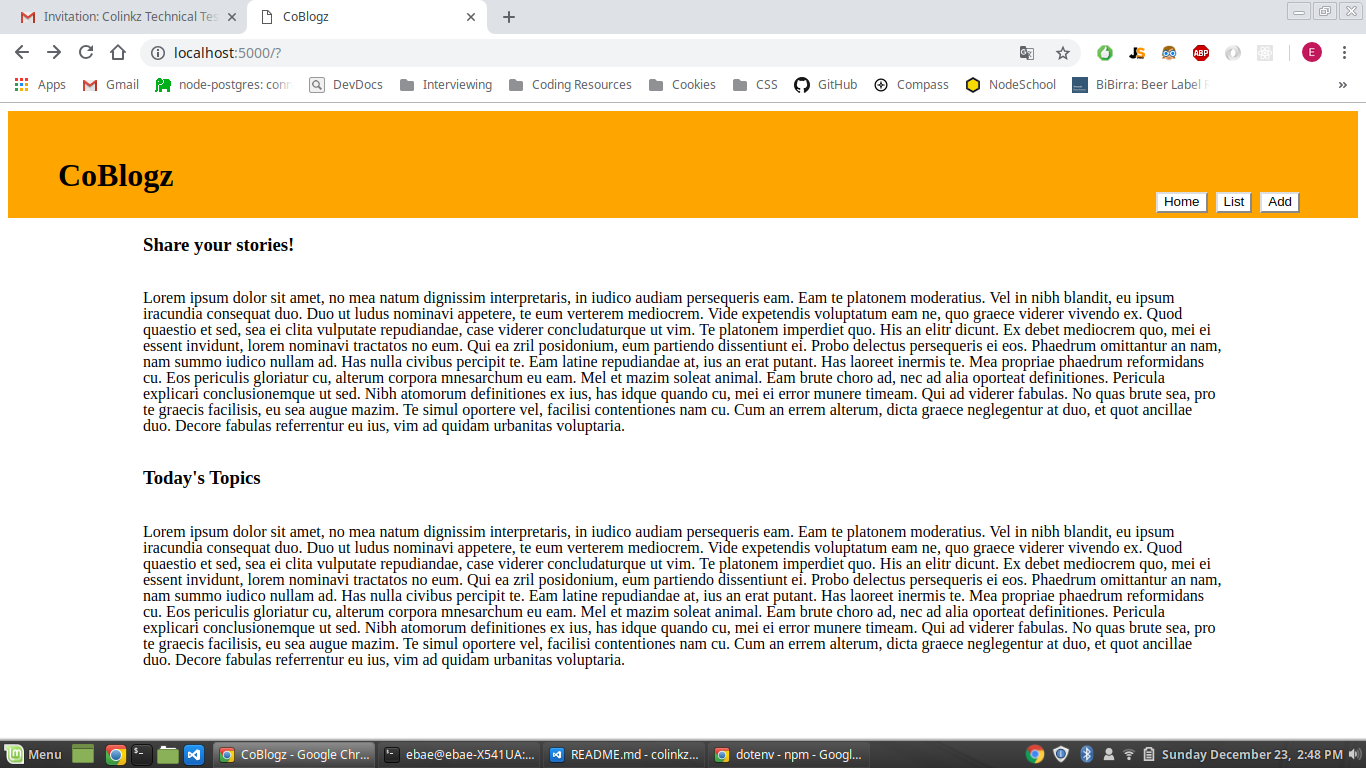 Invitation: Colinkz Technical Tes
CoBlogz
localhost:5000/?
JS
ABP
E
Apps
Gmail
node-postgres: conn
DevDocs
Interviewing
Coding Resources
Cookies
CSS
GitHub
Compass
NodeSchool
BiBirra: Beer Label
»
CoBlogz
Home List Add
Share your stories!
Lorem ipsum dolor sit amet, no mea natum dignissim interpretaris, in iudico audiam persequeris eam. Eam te platonem moderatius. Vel in nibh blandit, eu ipsum
iracundia consequat duo. Duo ut ludus nominavi appetere, te eum verterem mediocrem. Vide expetendis voluptatum eam ne, quo graece viderer vivendo ex. Quod
quaestio et sed, sea ei clita vulputate repudiandae, case viderer concludaturque ut vim. Te platonem imperdiet quo. His an elitr dicunt. Ex debet mediocrem quo, mei ei
essent invidunt, lorem nominavi tractatos no eum. Qui ea zril posidonium, eum partiendo dissentiunt ei. Probo delectus persequeris ei eos. Phaedrum omittantur an nam,
nam summo iudico nullam ad. Has nulla civibus percipit te. Eam latine repudiandae at, ius an erat putant. Has laoreet inermis te. Mea propriae phaedrum reformidans
cu. Eos periculis gloriatur cu, alterum corpora mnesarchum eu eam. Mel et mazim soleat animal. Eam brute choro ad, nec ad alia oporteat definitiones. Pericula
explicari conclusionemque ut sed. Nibh atomorum definitiones ex ius, has idque quando cu, mei ei error munere timeam. Qui ad viderer fabulas. No quas brute sea, pro
te graecis facilisis, eu sea augue mazim. Te simul oportere vel, facilisi contentiones nam cu. Cum an errem alterum, dicta graece neglegentur at duo, et quot ancillae
duo. Decore fabulas referrentur eu ius, vim ad quidam urbanitas voluptaria.
Today's Topics
Lorem ipsum dolor sit amet, no mea natum dignissim interpretaris, in iudico audiam persequeris eam. Eam te platonem moderatius. Vel in nibh blandit, eu ipsum
iracundia consequat duo. Duo ut ludus nominavi appetere, te eum verterem mediocrem. Vide expetendis voluptatum eam ne, quo graece viderer vivendo ex. Quod
quaestio et sed, sea ei clita vulputate repudiandae, case viderer concludaturque ut vim. Te platonem imperdiet quo. His an elitr dicunt. Ex debet mediocrem quo, mei ei
essent invidunt, lorem nominavi tractatos no eum. Qui ea zril posidonium, eum partiendo dissentiunt ei. Probo delectus persequeris ei eos. Phaedrum omittantur an nam,
nam summo iudico nullam ad. Has nulla civibus percipit te. Eam latine repudiandae at, ius an erat putant. Has laoreet inermis te. Mea propriae phaedrum reformidans
cu. Eos periculis gloriatur cu, alterum corpora mnesarchum eu eam. Mel et mazim soleat animal. Eam brute choro ad, nec ad alia oporteat definitiones. Pericula
explicari conclusionemque ut sed. Nibh atomorum definitiones ex ius, has idque quando cu, mei ei error munere timeam. Qui ad viderer fabulas. No quas brute sea, pro
te graecis facilisis, eu sea augue mazim. Te simul oportere vel, facilisi contentiones nam cu. Cum an errem alterum, dicta graece neglegentur at duo, et quot ancillae
duo. Decore fabulas referrentur eu ius, vim ad quidam urbanitas voluptaria.
Menu
CoBlogz - Google Chr...
ebae@ebae-X541UA:...
README.md - colinkz...
dotenv - npm - Googl...
Sunday December 23, 2:48 PM